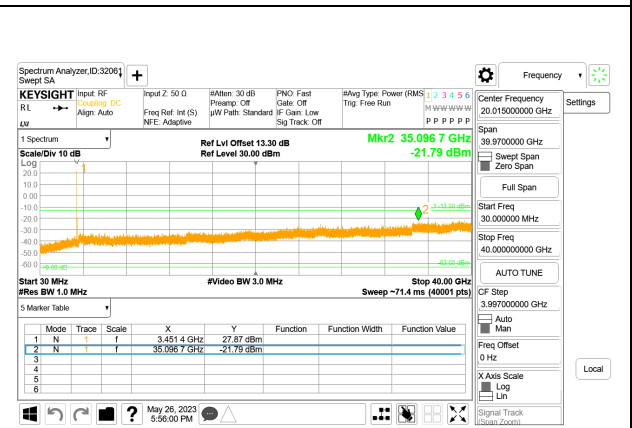 Spectrum Analyzer,ID:32061
Swept SA
+
Frequency
KEYSIGHT
RL
Input: RF
Coupling: DC
Align: Auto
Input Z: 50 Ω
Freq Ref: Int (S)
NFE: Adaptive
#Atten: 30 dB
Preamp: Off
µW Path: Standard
PNO: Fast
Gate: Off
IF Gain: Low
Sig Track: Off
#Avg Type: Power (RMS
Trig: Free Run
1 2 3 4 5 6
M W W W W W
P P P P P P
1 Spectrum
Scale/Div 10 dB
Log
Ref Lvl Offset 13.30 dB
Ref Level 30.00 dBm
Mkr2 35.096 7 GHz
-21.79 dBm
20.0
10.0
0.00
-10.0
-20.0
-30.0
-40.0
-50.0
-60.0
1
2
Start 30 MHz
#Res BW 1.0 MHz
#Video BW 3.0 MHz
Stop 40.00 GHz
Sweep ~71.4 ms (40001 pts)
5 Marker Table
Mode Trace Scale X Y Function Function Width Function Value
1 N 1 f 3.451 4 GHz 27.87 dBm
2 N 1 f 35.096 7 GHz -21.79 dBm
3
4
5
6
Center Frequency
20.015000000 GHz
Settings
Span
39.9700000 GHz
Swept Span
Zero Span
Full Span
Start Freq
30.000000 MHz
Stop Freq
40.000000000 GHz
AUTO TUNE
CF Step
3.997000000 GHz
Auto
Man
Freq Offset
0 Hz
X Axis Scale
Log
Lin
Signal Track
(Span Zoom)
Local
?
May 26, 2023
5:56:00 PM